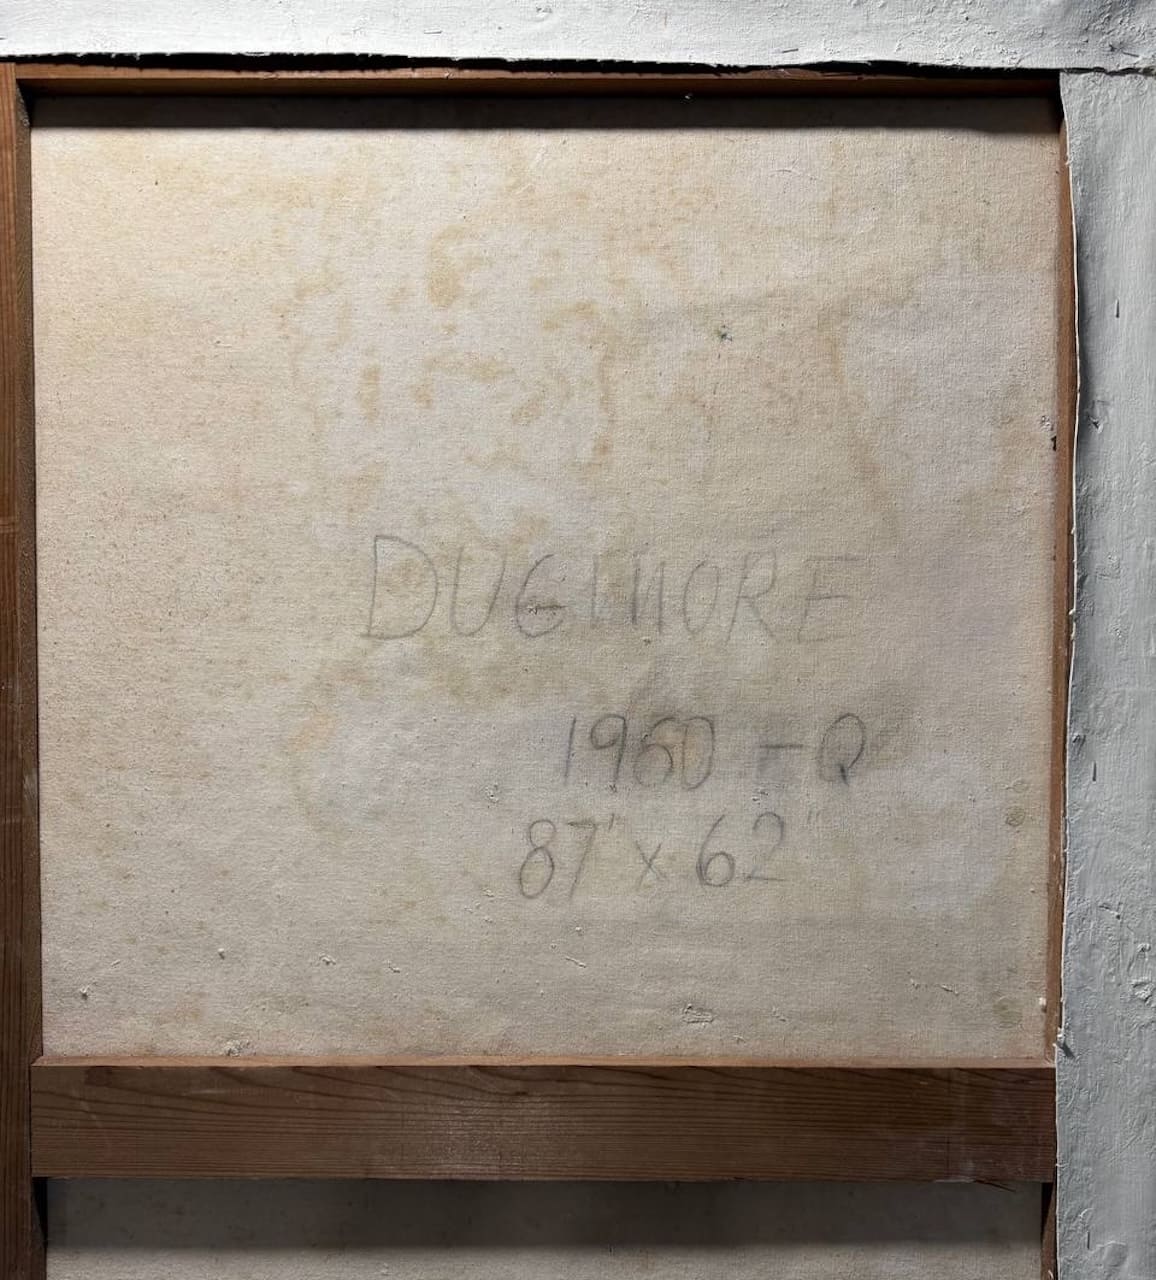 DUGMORE
1960 - Q
87" x 62"